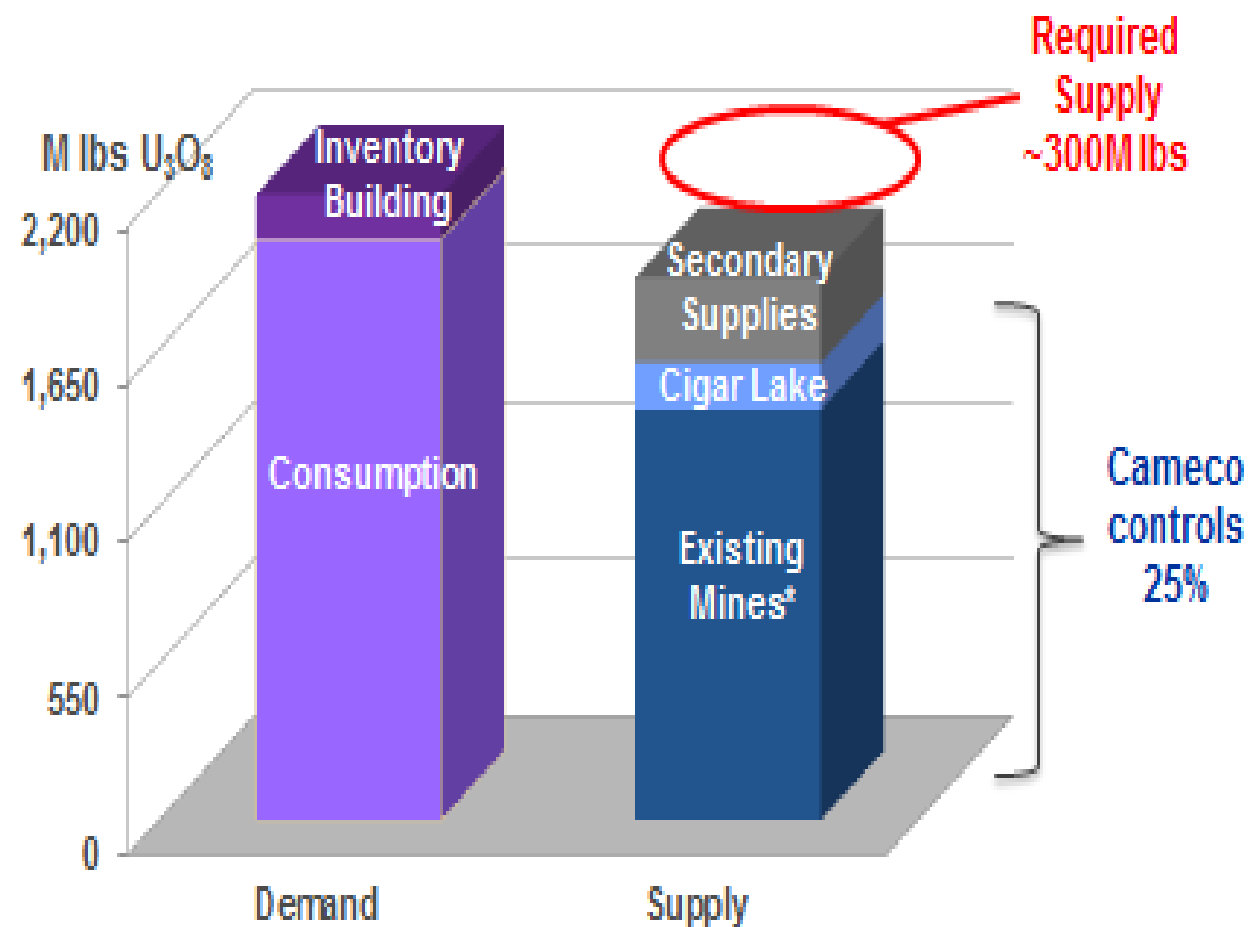 Required
Supply
~300M lbs
M lbs U₃O₈
2,200
1,650
1,100
550
0
Inventory
Building
Consumption
Secondary
Supplies
Cigar Lake
Existing
Mines*
Cameco
controls
25%
Demand
Supply